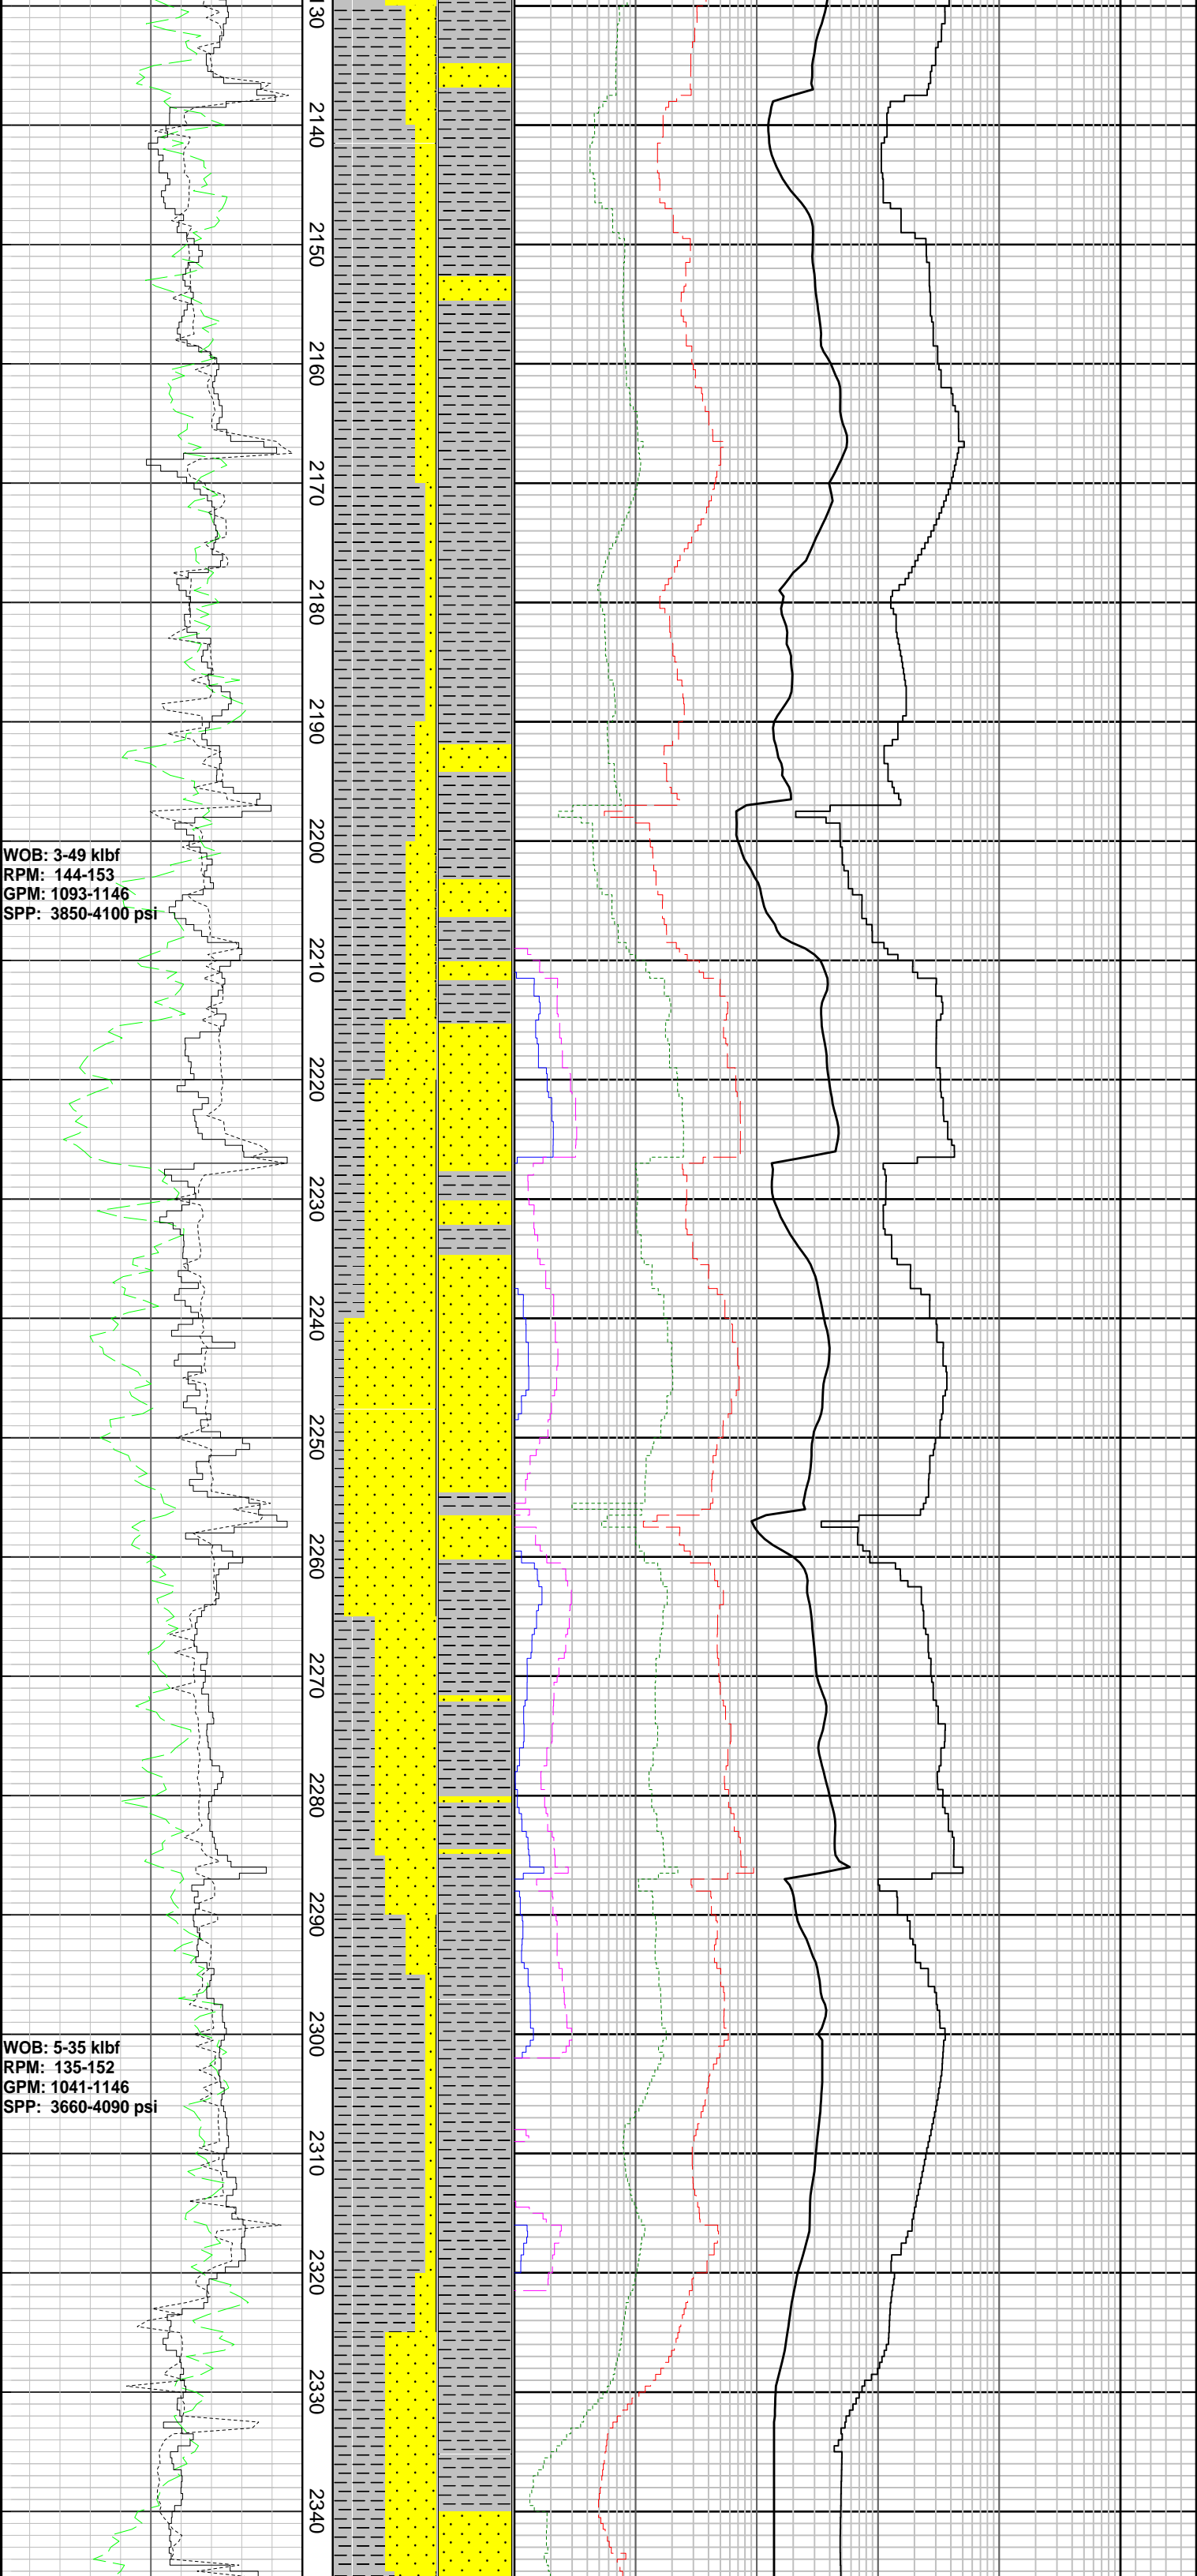 130
2140
2150
2160
2170
2180
2190
2200
WOB: 3-49 klbf
RPM: 144-153
GPM: 1093-1146
SPP: 3850-4100 psi
2210
2220
2230
2240
2250
2260
2270
2280
2290
2300
WOB: 5-35 klbf
RPM: 135-152
GPM: 1041-1146
SPP: 3660-4090 psi
2310
2320
2330
2340